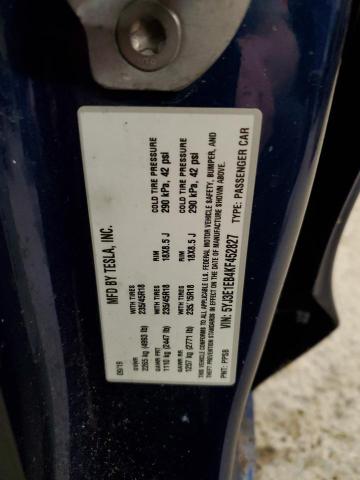 MFD BY TESLA, INC.
09/19
GVWR
2265 kg (4993 lb)
WITH TIRES
235/45R18
RIM
18X8.5 J
COLD TIRE PRESSURE
290 kPa, 42 psi
GAWR FR
1110 kg (2447 lb)
WITH TIRES
235/45R18
RIM
18X8.5 J
COLD TIRE PRESSURE
290 kPa, 42 psi
GAWR RR
1257 kg (2771 lb)
THIS VEHICLE CONFORMS TO ALL APPLICABLE U.S. FEDERAL MOTOR VEHICLE SAFETY, BUMPER, AND
THEFT PREVENTION STANDARDS IN EFFECT ON THE DATE OF MANUFACTURE SHOWN ABOVE.
PNT: PPSB
VIN: 5YJ3E1EB4KF452827
TYPE: PASSENGER CAR